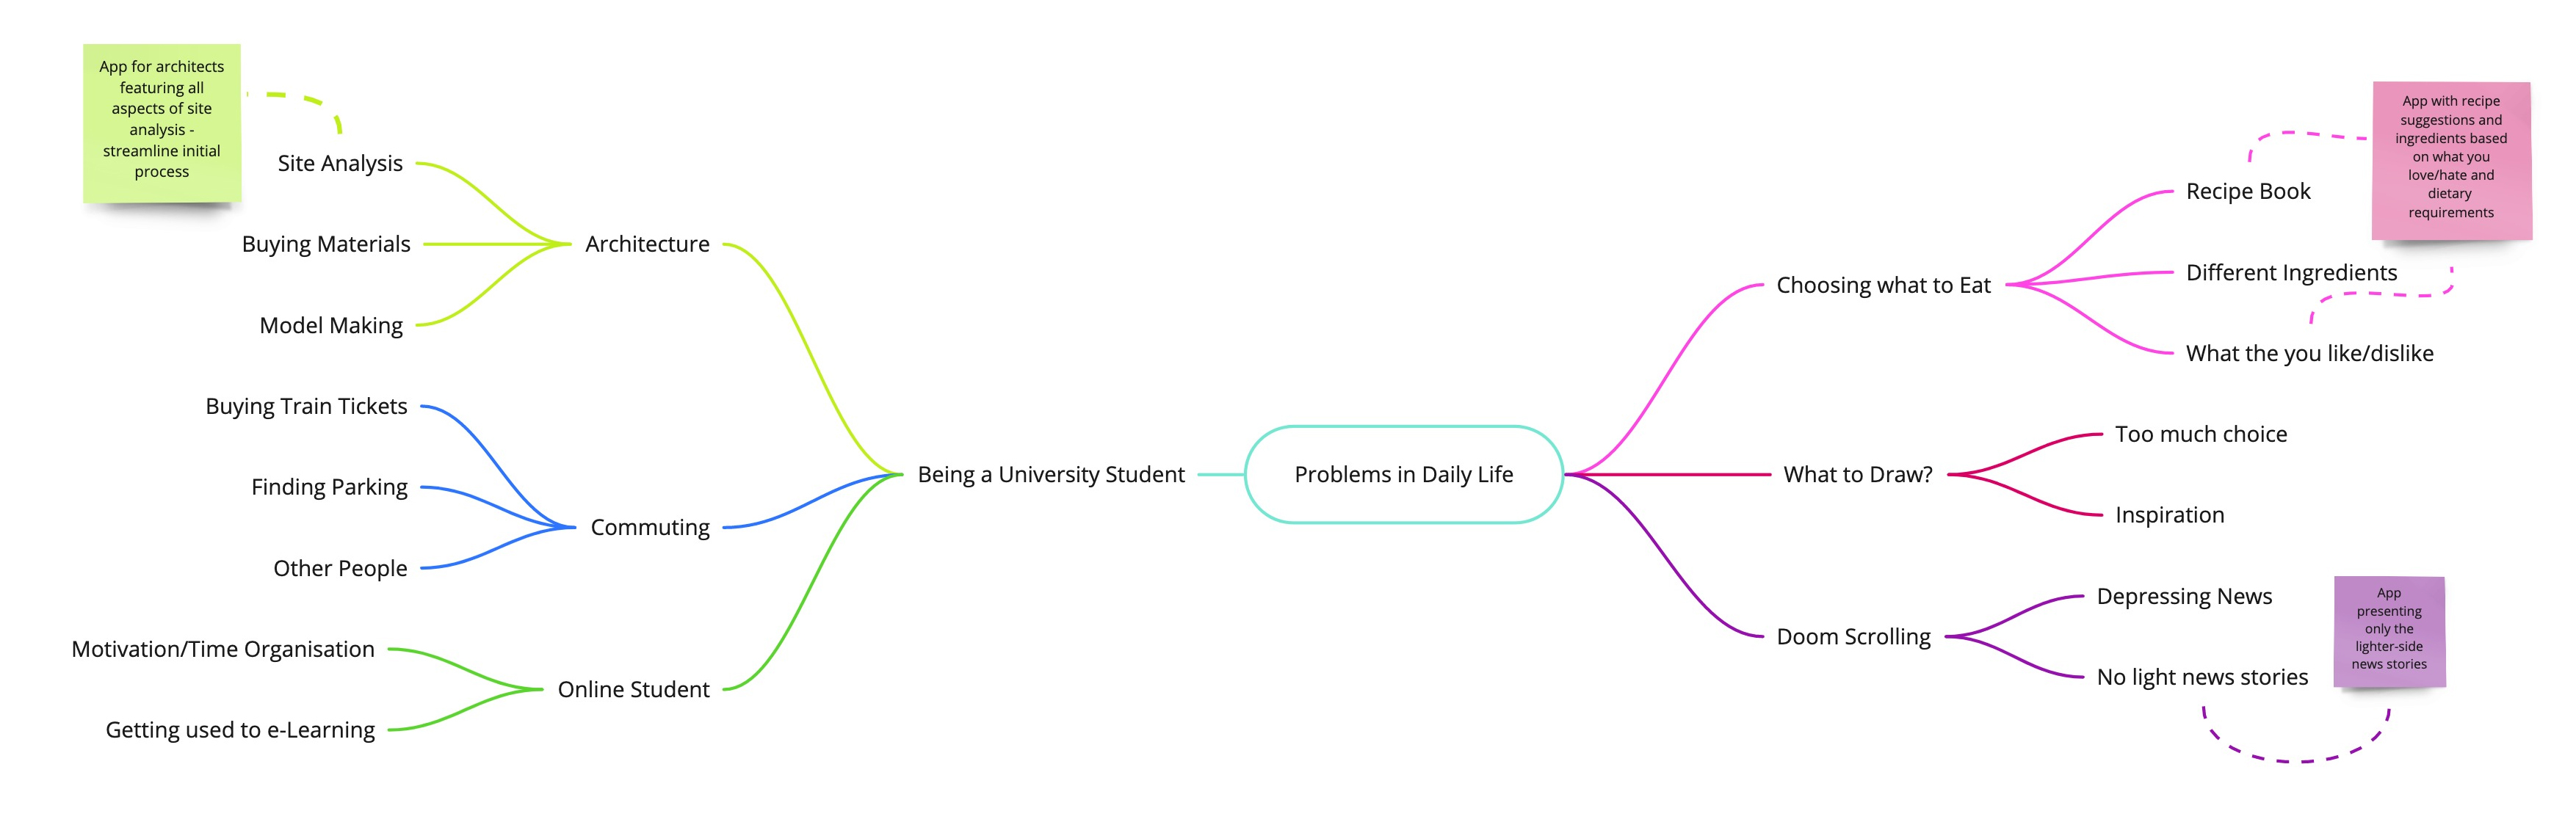 App for architects
featuring all
aspects of site
analysis -
streamline initial
process
Site Analysis
Buying Materials
Model Making
Architecture
Buying Train Tickets
Finding Parking
Other People
Commuting
Motivation/Time Organisation
Getting used to e-Learning
Online Student
Being a University Student
Problems in Daily Life
Choosing what to Eat
Recipe Book
Different Ingredients
What the you like/dislike
App with recipe
suggestions and
ingredients based
on what you
love/hate and
dietary
requirements
What to Draw?
Too much choice
Inspiration
Doom Scrolling
Depressing News
No light news stories
App
presenting
only the
lighter-side
news stories